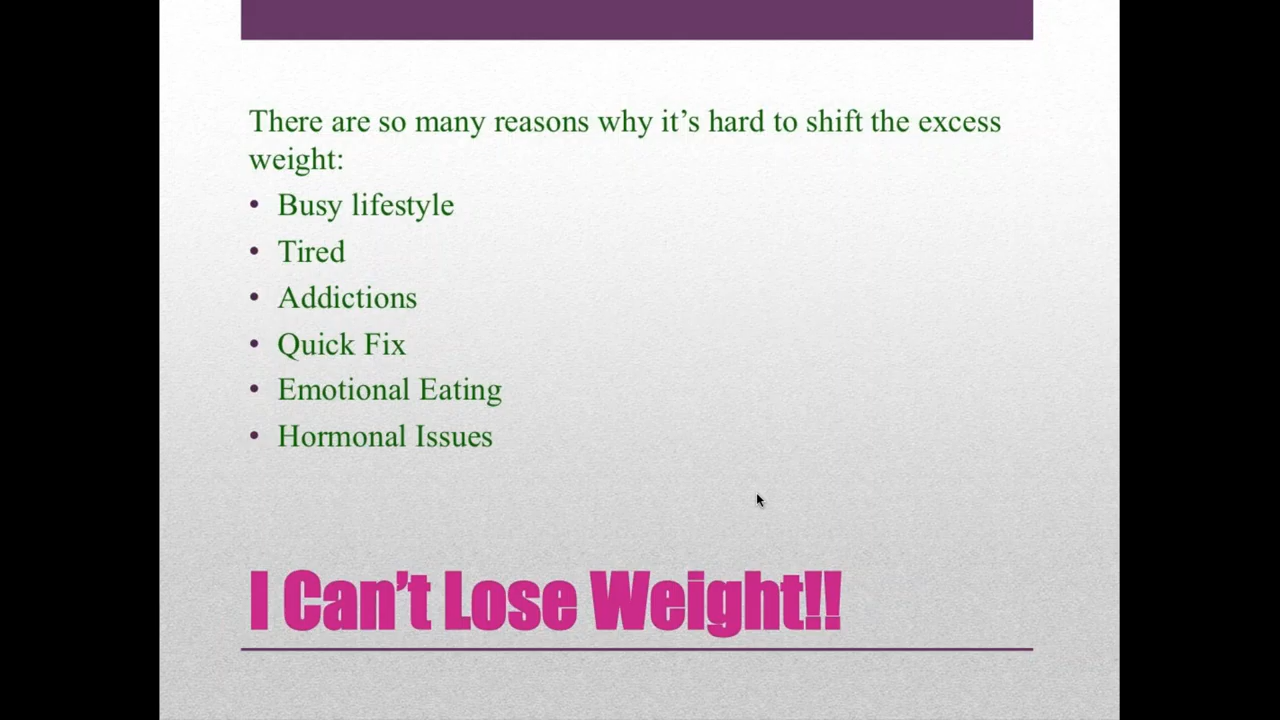 There are so many reasons why it’s hard to shift the excess
weight:
• Busy lifestyle
• Tired
• Addictions
• Quick Fix
• Emotional Eating
• Hormonal Issues
I Can’t Lose Weight!!